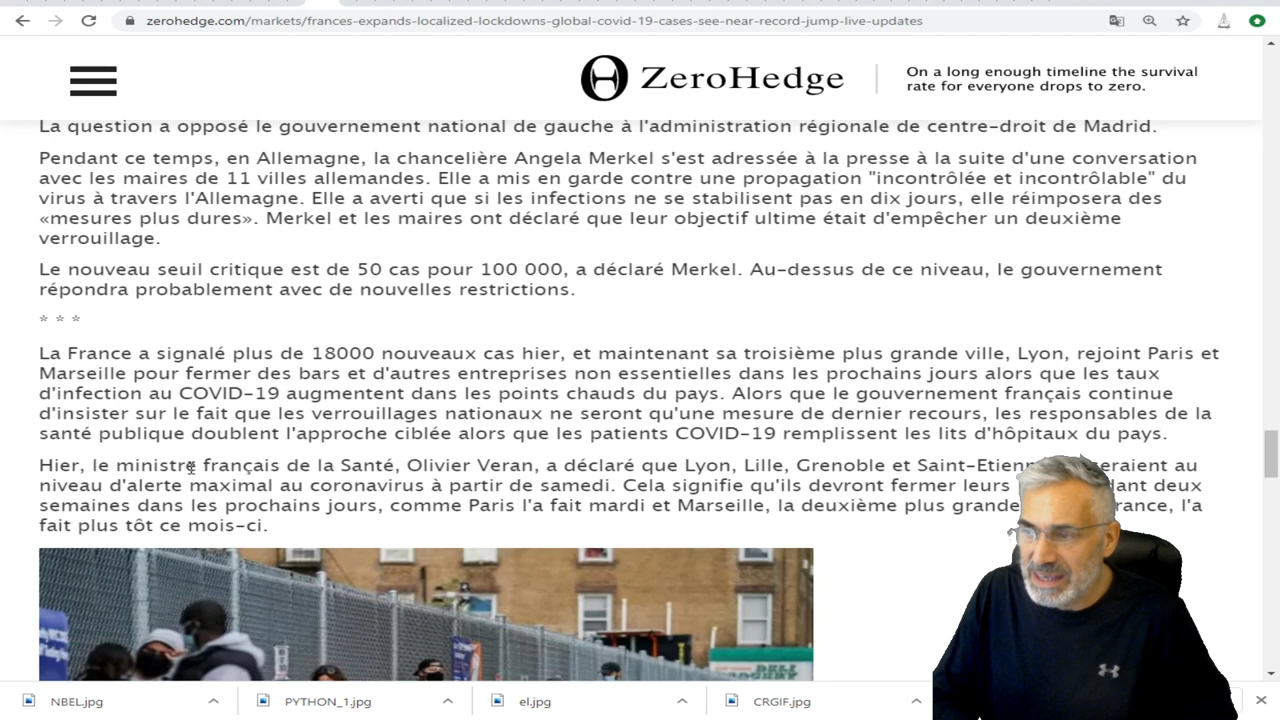 zerohedge.com/markets/frances-expands-localized-lockdowns-global-covid-19-cases-see-near-record-jump-live-updates
ZeroHedge
On a long enough timeline the survival
rate for everyone drops to zero.
La question a opposé le gouvernement national de gauche à l'administration régionale de centre-droit de Madrid.
Pendant ce temps, en Allemagne, la chancelière Angela Merkel s'est adressée à la presse à la suite d'une conversation
avec les maires de 11 villes allemandes. Elle a mis en garde contre une propagation "incontrôlée et incontrôlable" du
virus à travers l'Allemagne. Elle a averti que si les infections ne se stabilisent pas en dix jours, elle réimposera des
«mesures plus dures». Merkel et les maires ont déclaré que leur objectif ultime était d'empêcher un deuxième
verrouillage.
Le nouveau seuil critique est de 50 cas pour 100 000, a déclaré Merkel. Au-dessus de ce niveau, le gouvernement
répondra probablement avec de nouvelles restrictions.
* * *
La France a signalé plus de 18000 nouveaux cas hier, et maintenant sa troisième plus grande ville, Lyon, rejoint Paris et
Marseille pour fermer des bars et d'autres entreprises non essentielles dans les prochains jours alors que les taux
d'infection au COVID-19 augmentent dans les points chauds du pays. Alors que le gouvernement français continue
d'insister sur le fait que les verrouillages nationaux ne seront qu'une mesure de dernier recours, les responsables de la
santé publique doublent l'approche ciblée alors que les patients COVID-19 remplissent les lits d'hôpitaux du pays.
Hier, le ministre français de la Santé, Olivier Veran, a déclaré que Lyon, Lille, Grenoble et Saint-Etienn seraient au
niveau d'alerte maximal au coronavirus à partir de samedi. Cela signifie qu'ils devront fermer leurs deux
semaines dans les prochains jours, comme Paris l'a fait mardi et Marseille, la deuxième plus grande l'a
fait plus tôt ce mois-ci.
NBEL.jpg
PYTHON_1.jpg
el.jpg
CRGIF.jpg